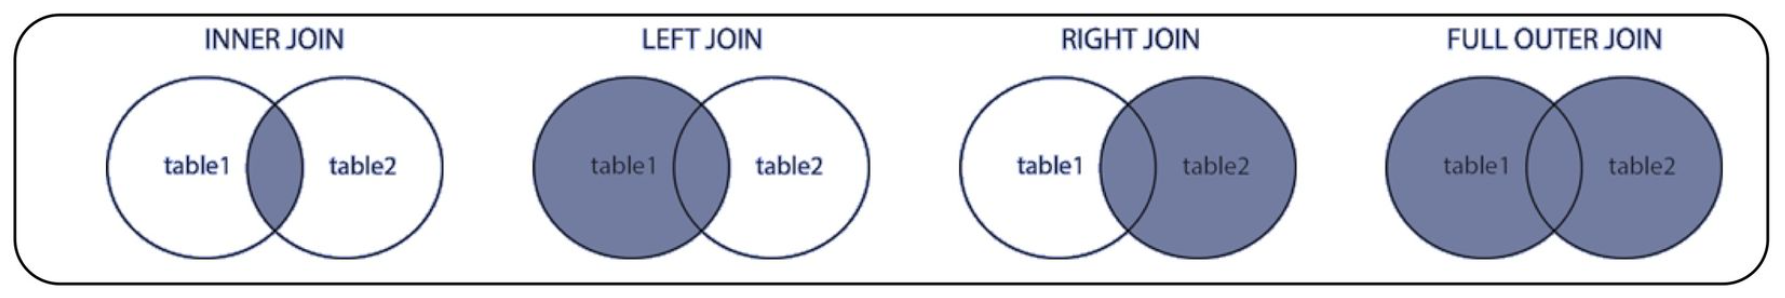 INNER JOIN
table1 table2
LEFT JOIN
table1 table2
RIGHT JOIN
table1 table2
FULL OUTER JOIN
table1 table2